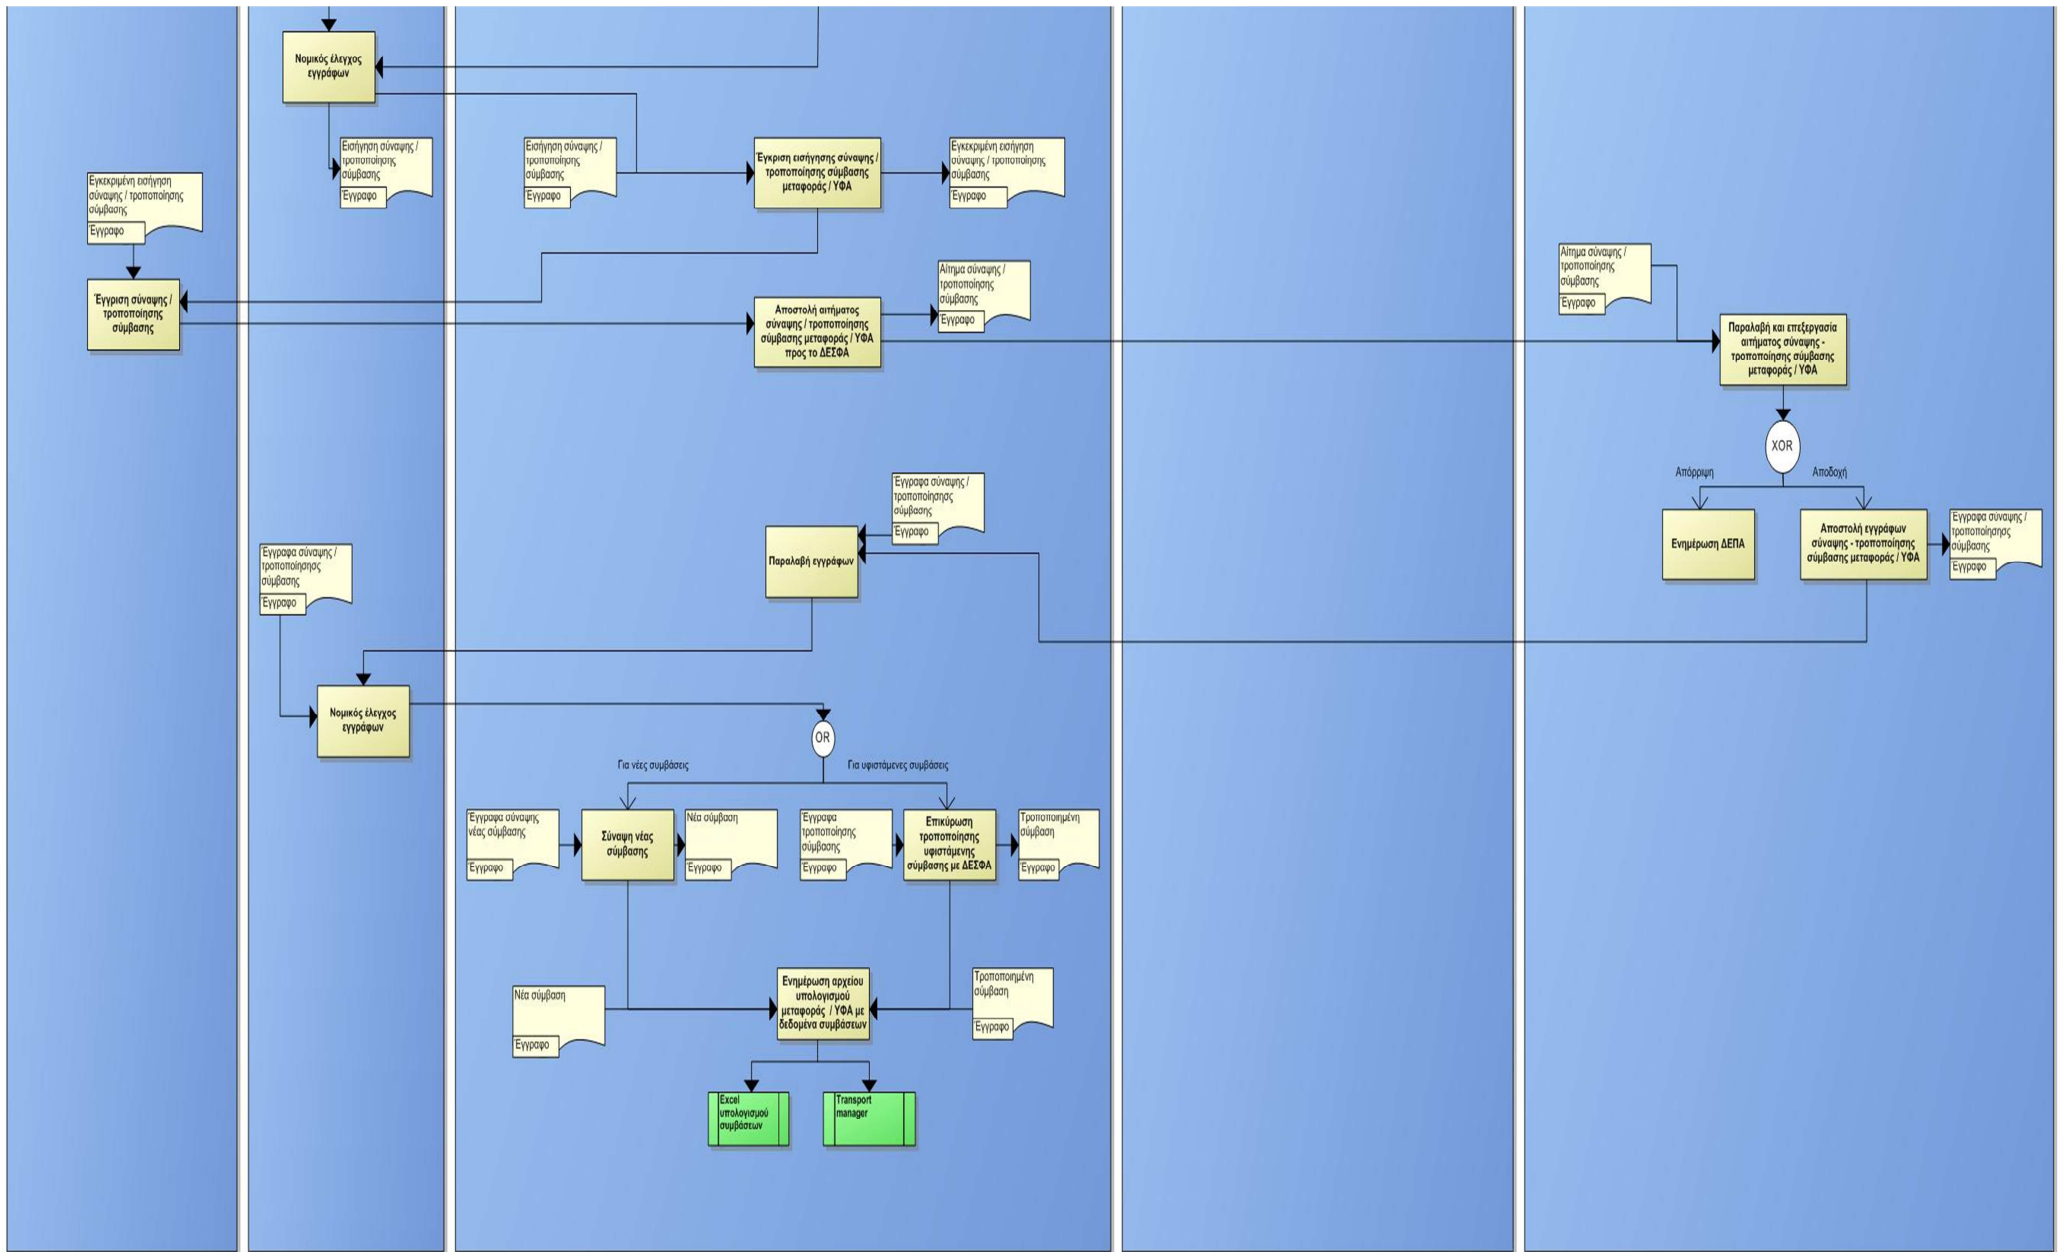 Νομικός έλεγχος
εγγράφων
Εισήγηση σύναψης /
τροποποίησης
σύμβασης
Έγγραφο
Εισήγηση σύναψης /
τροποποίησης
σύμβασης
Έγγραφο
Έγκριση εισήγησης σύναψης /
τροποποίησης σύμβασης
μεταφοράς / ΥΦΑ
Εγκεκριμένη εισήγηση
σύναψης / τροποποίησης
σύμβασης
Έγγραφο
Εγκεκριμένη εισήγηση
σύναψης / τροποποίησης
σύμβασης
Έγγραφο
Έγγριση σύναψης /
τροποποίησης
σύμβασης
Αποστολή αιτήματος
σύναψης / τροποποίησης
σύμβασης μεταφοράς / ΥΦΑ
προς το ΔΕΣΦΑ
Αίτημα σύναψης /
τροποποίησης
σύμβασης
Έγγραφο
Αίτημα σύναψης /
τροποποίησης
σύμβασης
Έγγραφο
Παραλαβή και επεξεργασία
αιτήματος σύναψης -
τροποποίησης σύμβασης
μεταφοράς / ΥΦΑ
XOR
Απόρριψη
Αποδοχή
Ενημέρωση ΔΕΠΑ
Αποστολή εγγράφων
σύναψης - τροποποίησης
σύμβασης μεταφοράς / ΥΦΑ
Έγγραφα σύναψης /
τροποποίησησς
σύμβασης
Έγγραφο
Έγγραφα σύναψης /
τροποποίησησς
σύμβασης
Έγγραφο
Παραλαβή εγγράφων
Έγγραφα σύναψης /
τροποποίησησς
σύμβασης
Έγγραφο
Νομικός έλεγχος
εγγράφων
OR
Για νέες συμβάσεις
Για υφιστάμενες συμβάσεις
Έγγραφα σύναψης
νέας σύμβασης
Έγγραφο
Σύναψη νέας
σύμβασης
Νέα σύμβαση
Έγγραφο
Έγγραφα
τροποποίησης
σύμβασης
Έγγραφο
Επικύρωση
τροποποίησης
υφιστάμενης
σύμβασης με ΔΕΣΦΑ
Τροποποιημένη
σύμβαση
Έγγραφο
Νέα σύμβαση
Έγγραφο
Ενημέρωση αρχείου
υπολογισμού
μεταφοράς / ΥΦΑ με
δεδομένα συμβάσεων
Τροποποιημένη
σύμβαση
Έγγραφο
Excel
υπολογισμού
συμβάσεων
Transport
manager